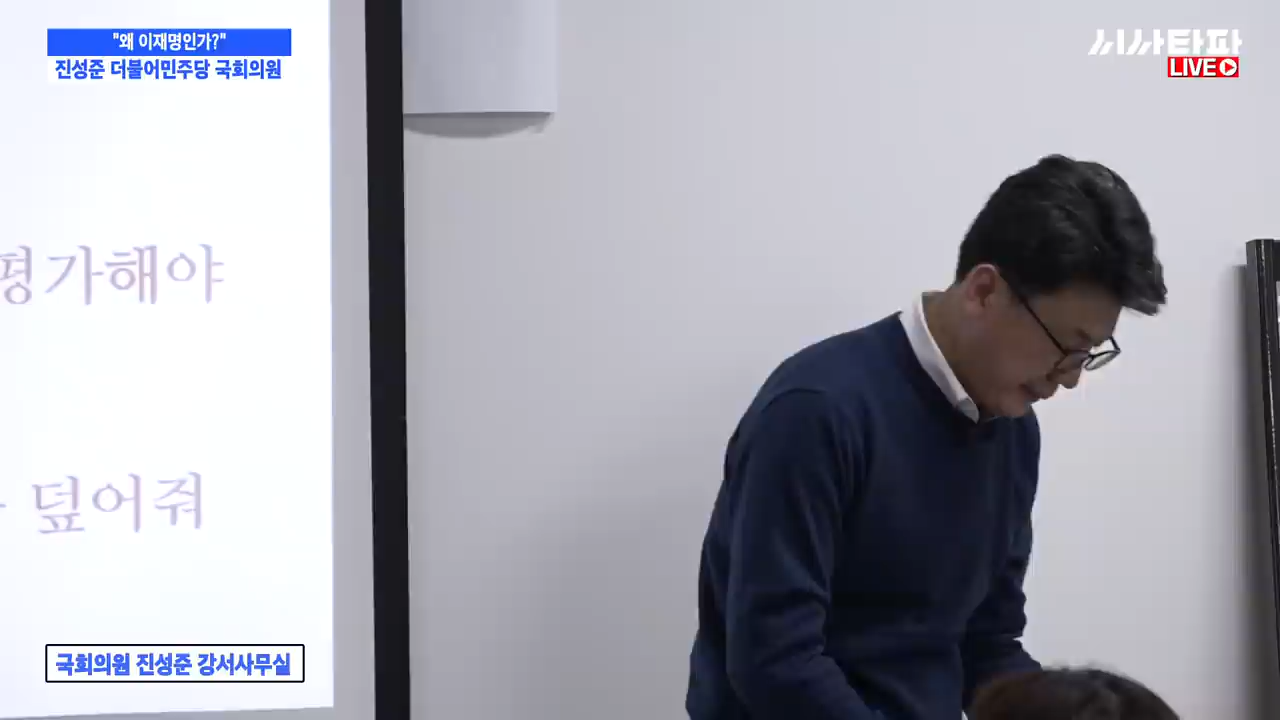 "왜 이재명인가?"
진성준 더불어민주당 국회의원
시사타파
LIVE
평가해야
덮어줘
국회의원 진성준 강서사무실